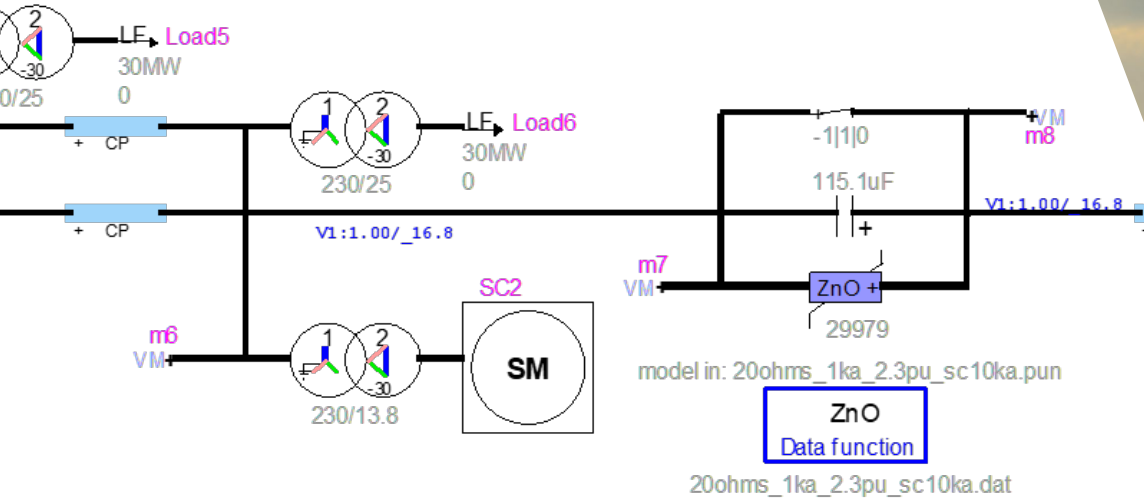 2
-30
LF
Load5
30MW
0
0/25
+
CP
1
2
-30
LF
Load6
30MW
0
230/25
-1|1|0
VM
m8
115.1uF
+
V1:1.00/_16.8
+
CP
V1:1.00/_16.8
m7
VM
ZnO +
29979
SC2
m6
VM
1
2
-30
SM
230/13.8
model in: 20ohms_1ka_2.3pu_sc10ka.pun
ZnO
Data function
20ohms_1ka_2.3pu_sc10ka.dat